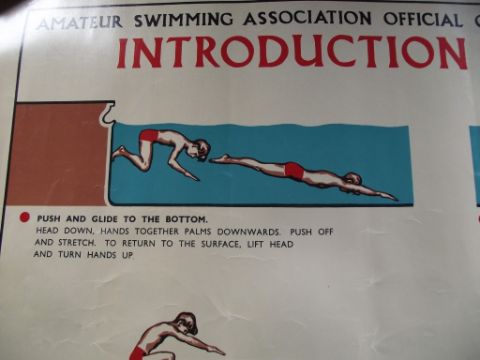 AMATEUR SWIMMING ASSOCIATION OFFICIAL
INTRODUCTION
PUSH AND GLIDE TO THE BOTTOM.
HEAD DOWN, HANDS TOGETHER PALMS DOWNWARDS. PUSH OFF
AND STRETCH. TO RETURN TO THE SURFACE, LIFT HEAD
AND TURN HANDS UP.